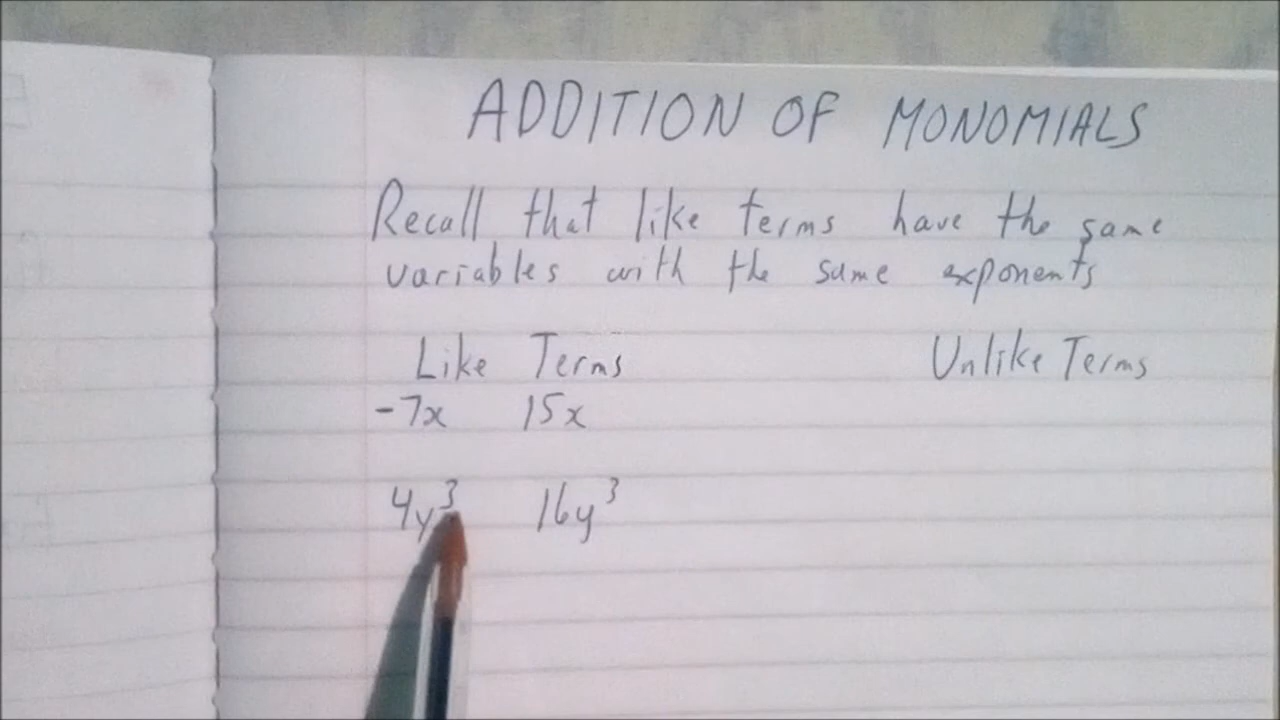 ADDITION OF MONOMIALS
Recall that like terms have the same
variables with the same exponents
Like Terms Unlike Terms
-7x 15x
4y³ 16y³